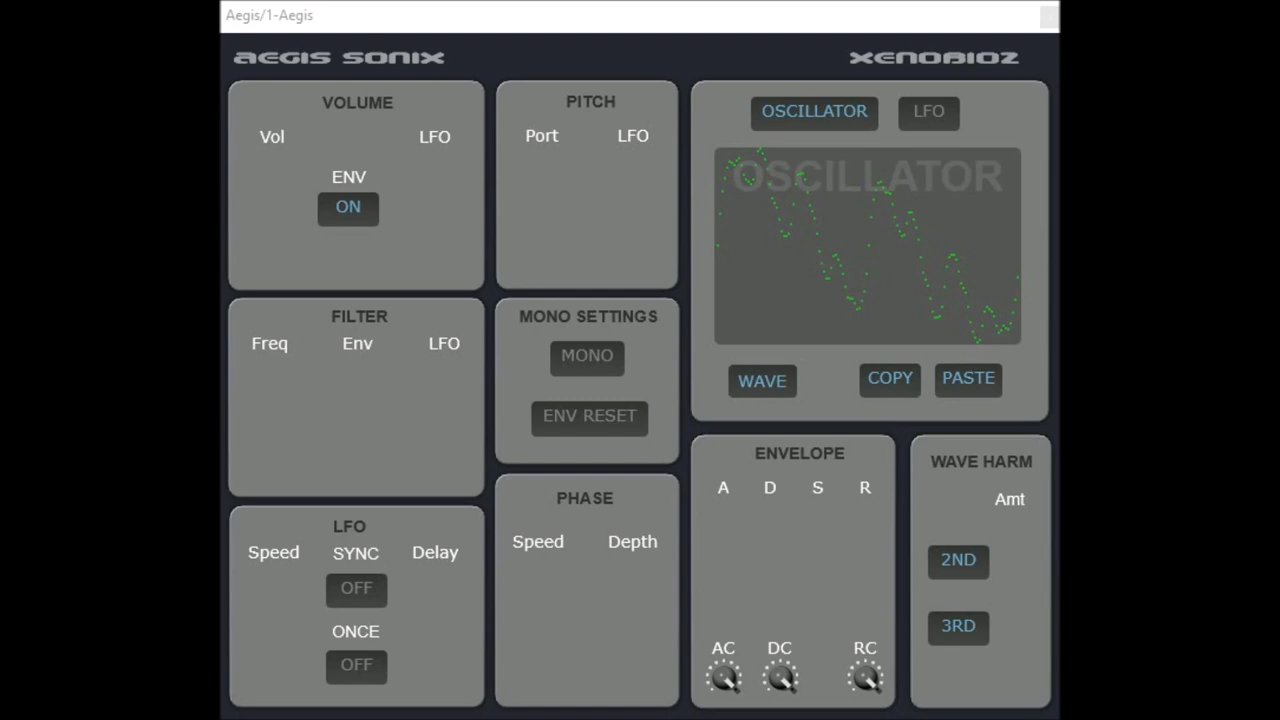 Aegis/1-Aegis
AEGIS SONIX
XENOBIOZ
VOLUME
Vol
LFO
ENV
ON
PITCH
Port
LFO
OSCILLATOR
LFO
OSCILLATOR
WAVE
COPY
PASTE
FILTER
Freq
Env
LFO
MONO SETTINGS
MONO
ENV RESET
LFO
Speed
SYNC
Delay
OFF
ONCE
OFF
PHASE
Speed
Depth
ENVELOPE
A
D
S
R
AC
DC
RC
WAVE HARM
Amt
2ND
3RD